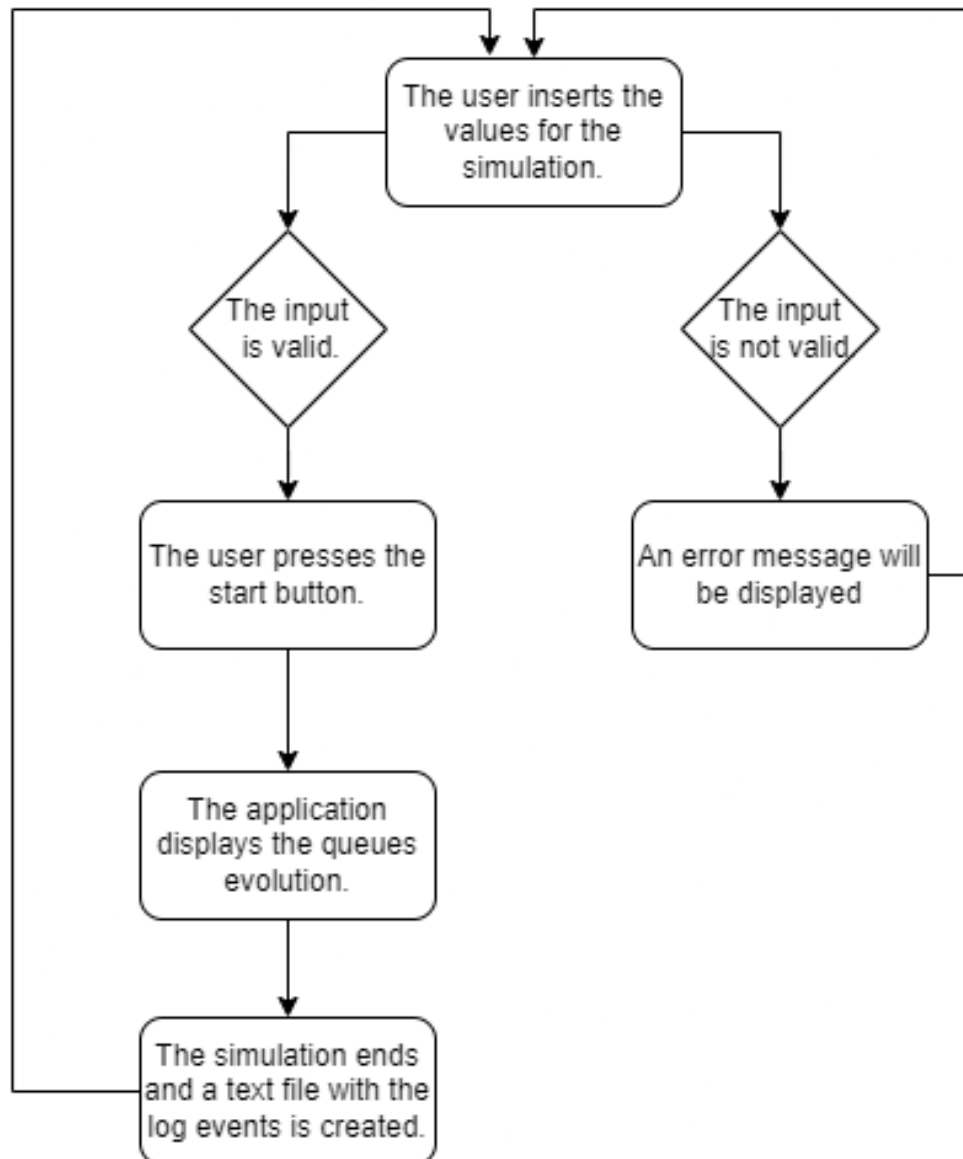 The user inserts the
values for the
simulation.
The input
is valid.
The input
is not valid
The user presses the
start button.
An error message will
be displayed
The application
displays the queues
evolution.
The simulation ends
and a text file with the
log events is created.